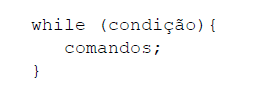 while (condição){
   comandos;
}